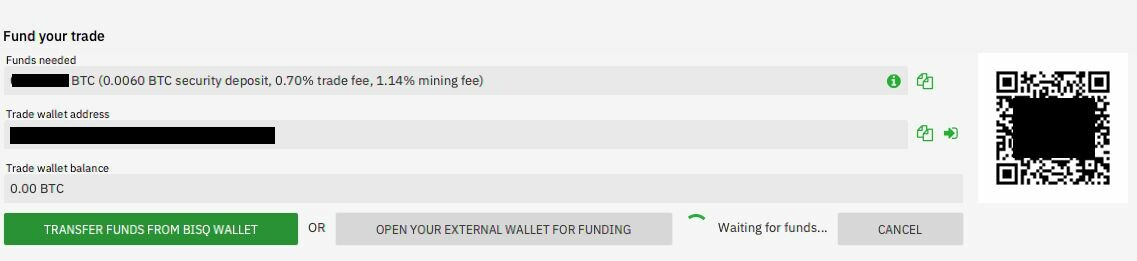 Fund your trade
Funds needed
BTC (0.0060 BTC security deposit, 0.70% trade fee, 1.14% mining fee)
Trade wallet address
Trade wallet balance
0.00 BTC
TRANSFER FUNDS FROM BISQ WALLET OR OPEN YOUR EXTERNAL WALLET FOR FUNDING Waiting for funds... CANCEL